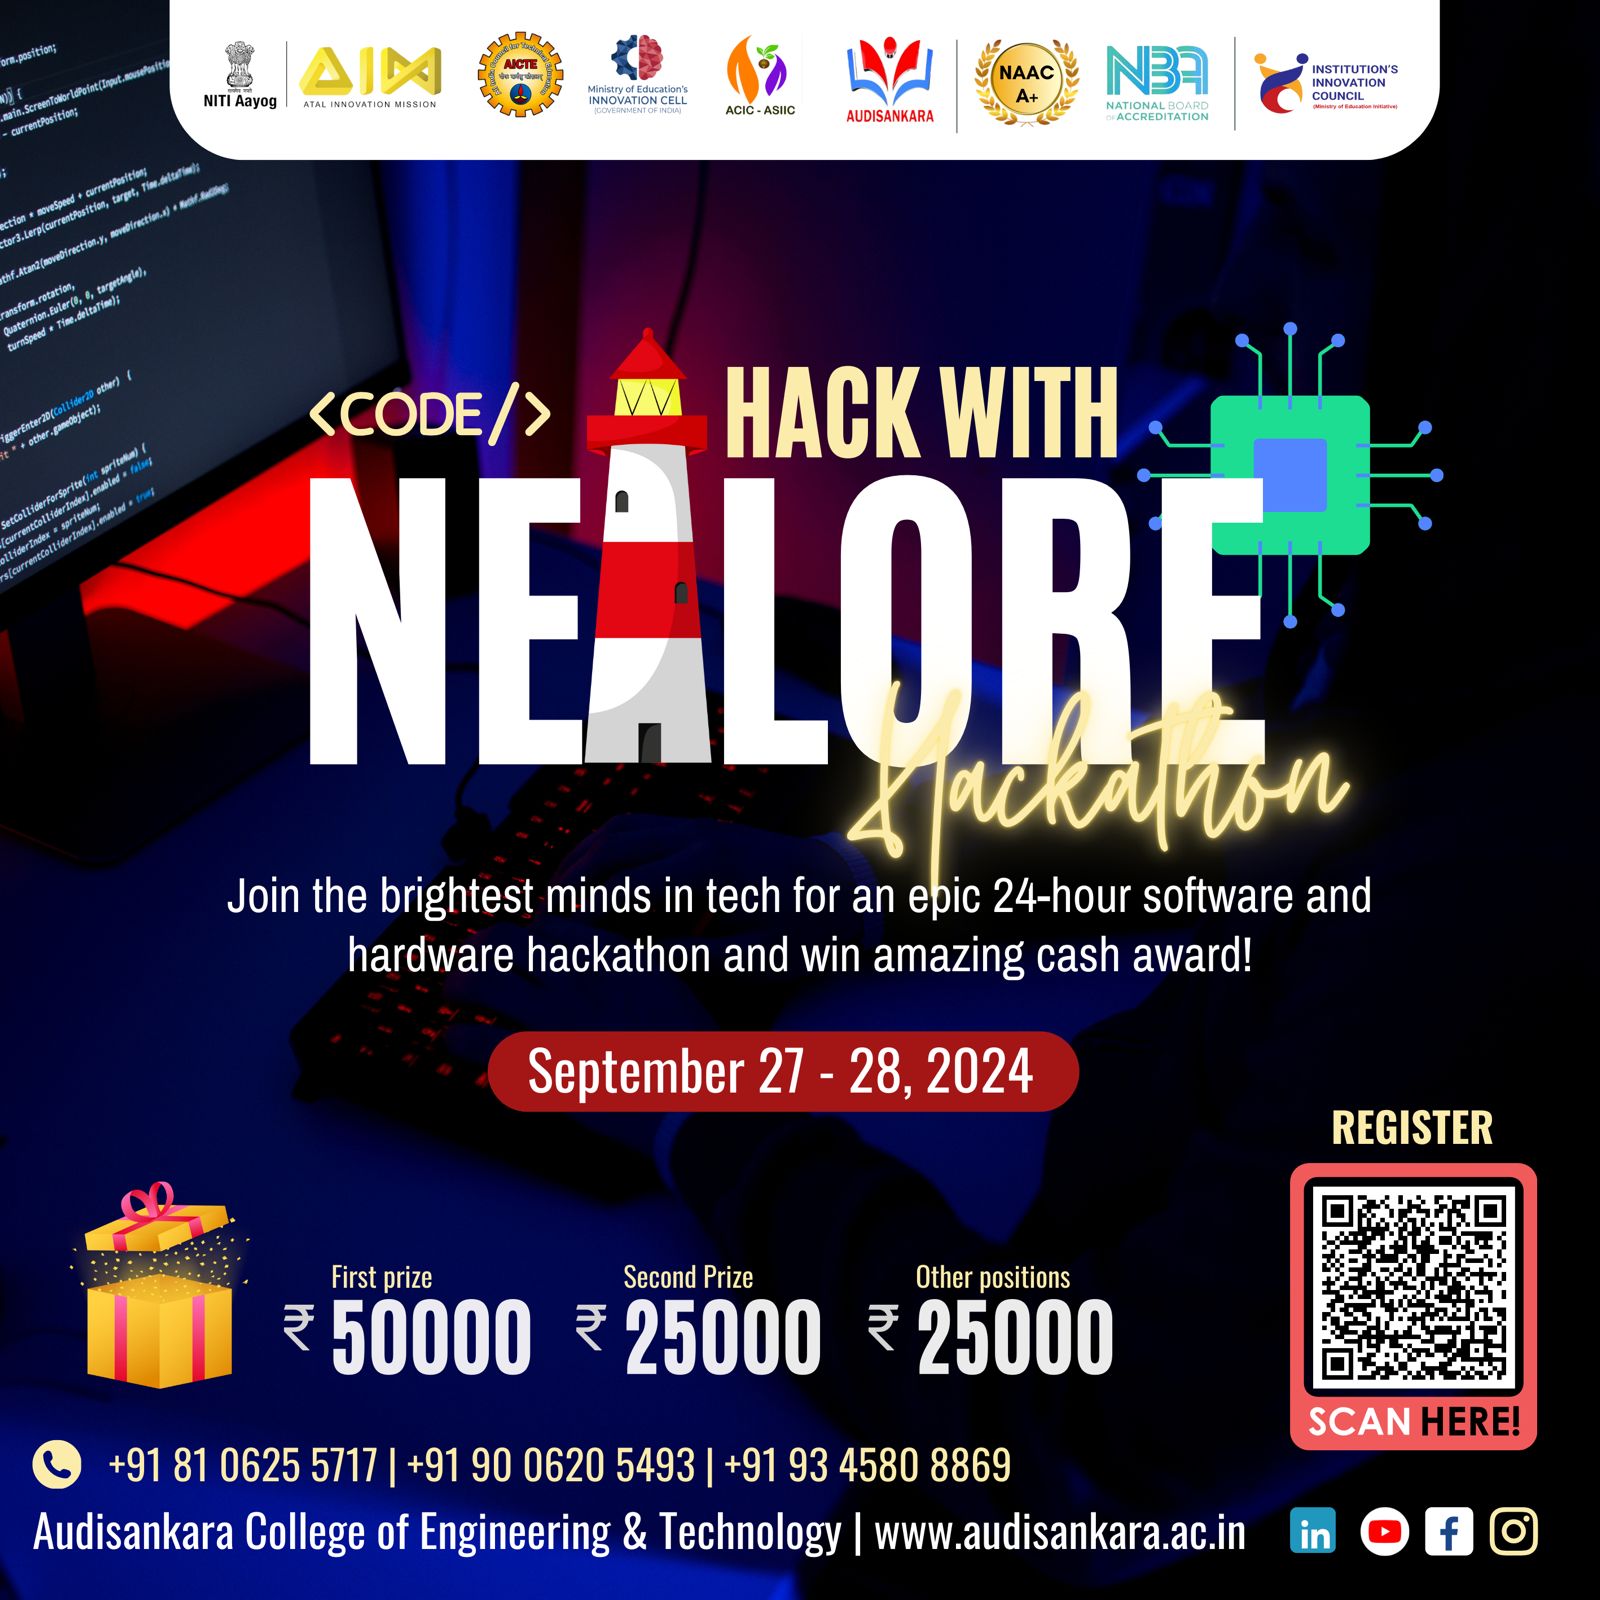 NITI Aayog
AIM
ATAL INNOVATION MISSION
AICTE
Ministry of Education's
INNOVATION CELL
(GOVERNMENT OF INDIA)
ACIC - ASIIC
AUDISANKARA
NAAC
A+
NBA
NATIONAL BOARD
OF ACCREDITATION
INSTITUTION'S
INNOVATION
COUNCIL
(Ministry of Education Initiative)
<CODE/>
HACK WITH
NELLORE
Hackathon
Join the brightest minds in tech for an epic 24-hour software and
hardware hackathon and win amazing cash award!
September 27 - 28, 2024
REGISTER
First prize
₹ 50000
Second Prize
₹ 25000
Other positions
₹ 25000
SCAN HERE!
+91 81 0625 5717 | +91 90 0620 5493 | +91 93 4580 8869
Audisankara College of Engineering & Technology | www.audisankara.ac.in
in
f